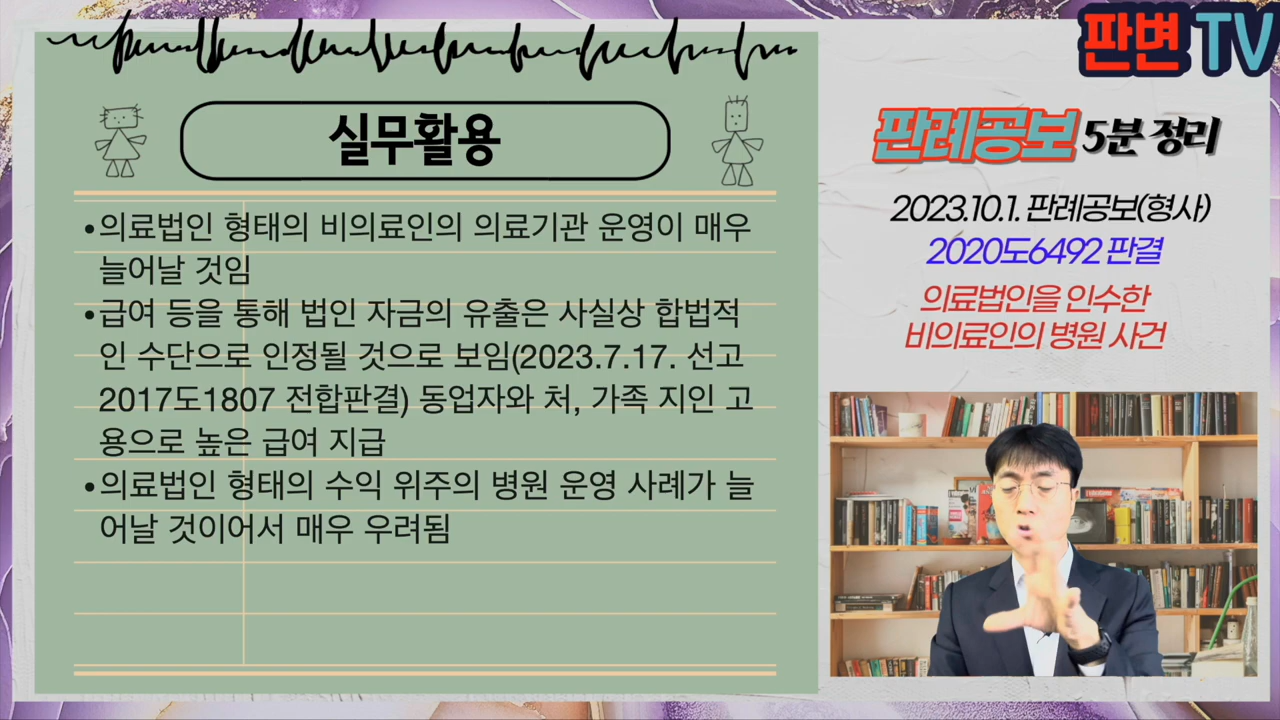 판변 TV
실무활용
•의료법인 형태의 비의료인의 의료기관 운영이 매우
늘어날 것임
•급여 등을 통해 법인 자금의 유출은 사실상 합법적
인 수단으로 인정될 것으로 보임(2023.7.17. 선고
2017도1807 전합판결) 동업자와 처, 가족 지인 고
용으로 높은 급여 지급
•의료법인 형태의 수익 위주의 병원 운영 사례가 늘
어날 것이어서 매우 우려됨
판례공보 5분 정리
2023.10.1. 판례공보(형사)
2020도6492 판결
의료법인을 인수한
비의료인의 병원 사건